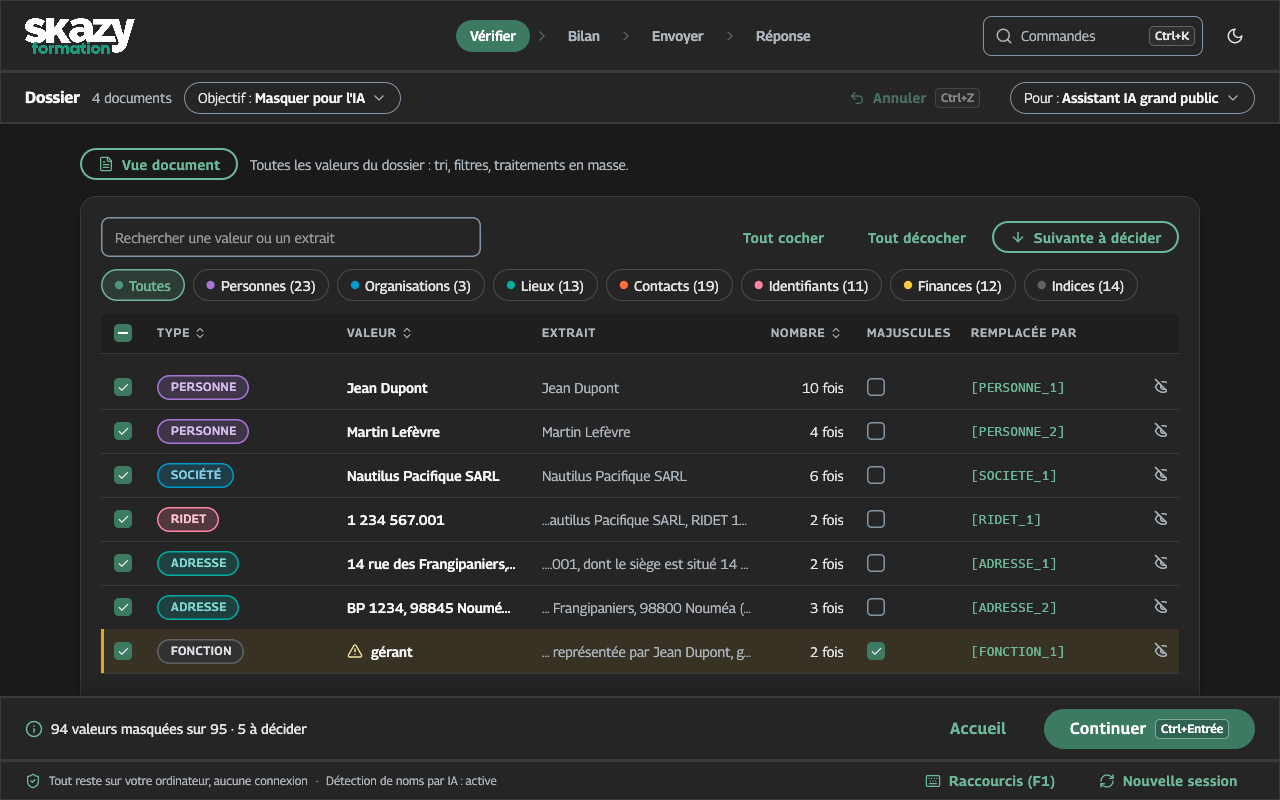 skazy
formation
Vérifier
Bilan
Envoyer
Réponse
Commandes Ctrl+K
Dossier 4 documents Objectif : Masquer pour l'IA
Annuler Ctrl+Z
Pour : Assistant IA grand public
Vue document Toutes les valeurs du dossier : tri, filtres, traitements en masse.
Rechercher une valeur ou un extrait
Tout cocher
Tout décocher
Suivante à décider
Toutes
Personnes (23)
Organisations (3)
Lieux (13)
Contacts (19)
Identifiants (11)
Finances (12)
Indices (14)
TYPE VALEUR EXTRAIT NOMBRE MAJUSCULES REMPLACÉE PAR
PERSONNE Jean Dupont Jean Dupont 10 fois [PERSONNE_1]
PERSONNE Martin Lefèvre Martin Lefèvre 4 fois [PERSONNE_2]
SOCIÉTÉ Nautilus Pacifique SARL Nautilus Pacifique SARL 6 fois [SOCIETE_1]
RIDET 1 234 567.001 ...autilus Pacifique SARL, RIDET 1... 2 fois [RIDET_1]
ADRESSE 14 rue des Frangipaniers,... ....001, dont le siège est situé 14 ... 2 fois [ADRESSE_1]
ADRESSE BP 1234, 98845 Noumé... ... Frangipaniers, 98800 Nouméa (... 3 fois [ADRESSE_2]
FONCTION gérant ... représentée par Jean Dupont, g... 2 fois [FONCTION_1]
94 valeurs masquées sur 95 · 5 à décider
Accueil
Continuer Ctrl+Entrée
Tout reste sur votre ordinateur, aucune connexion · Détection de noms par IA : active
Raccourcis (F1)
Nouvelle session